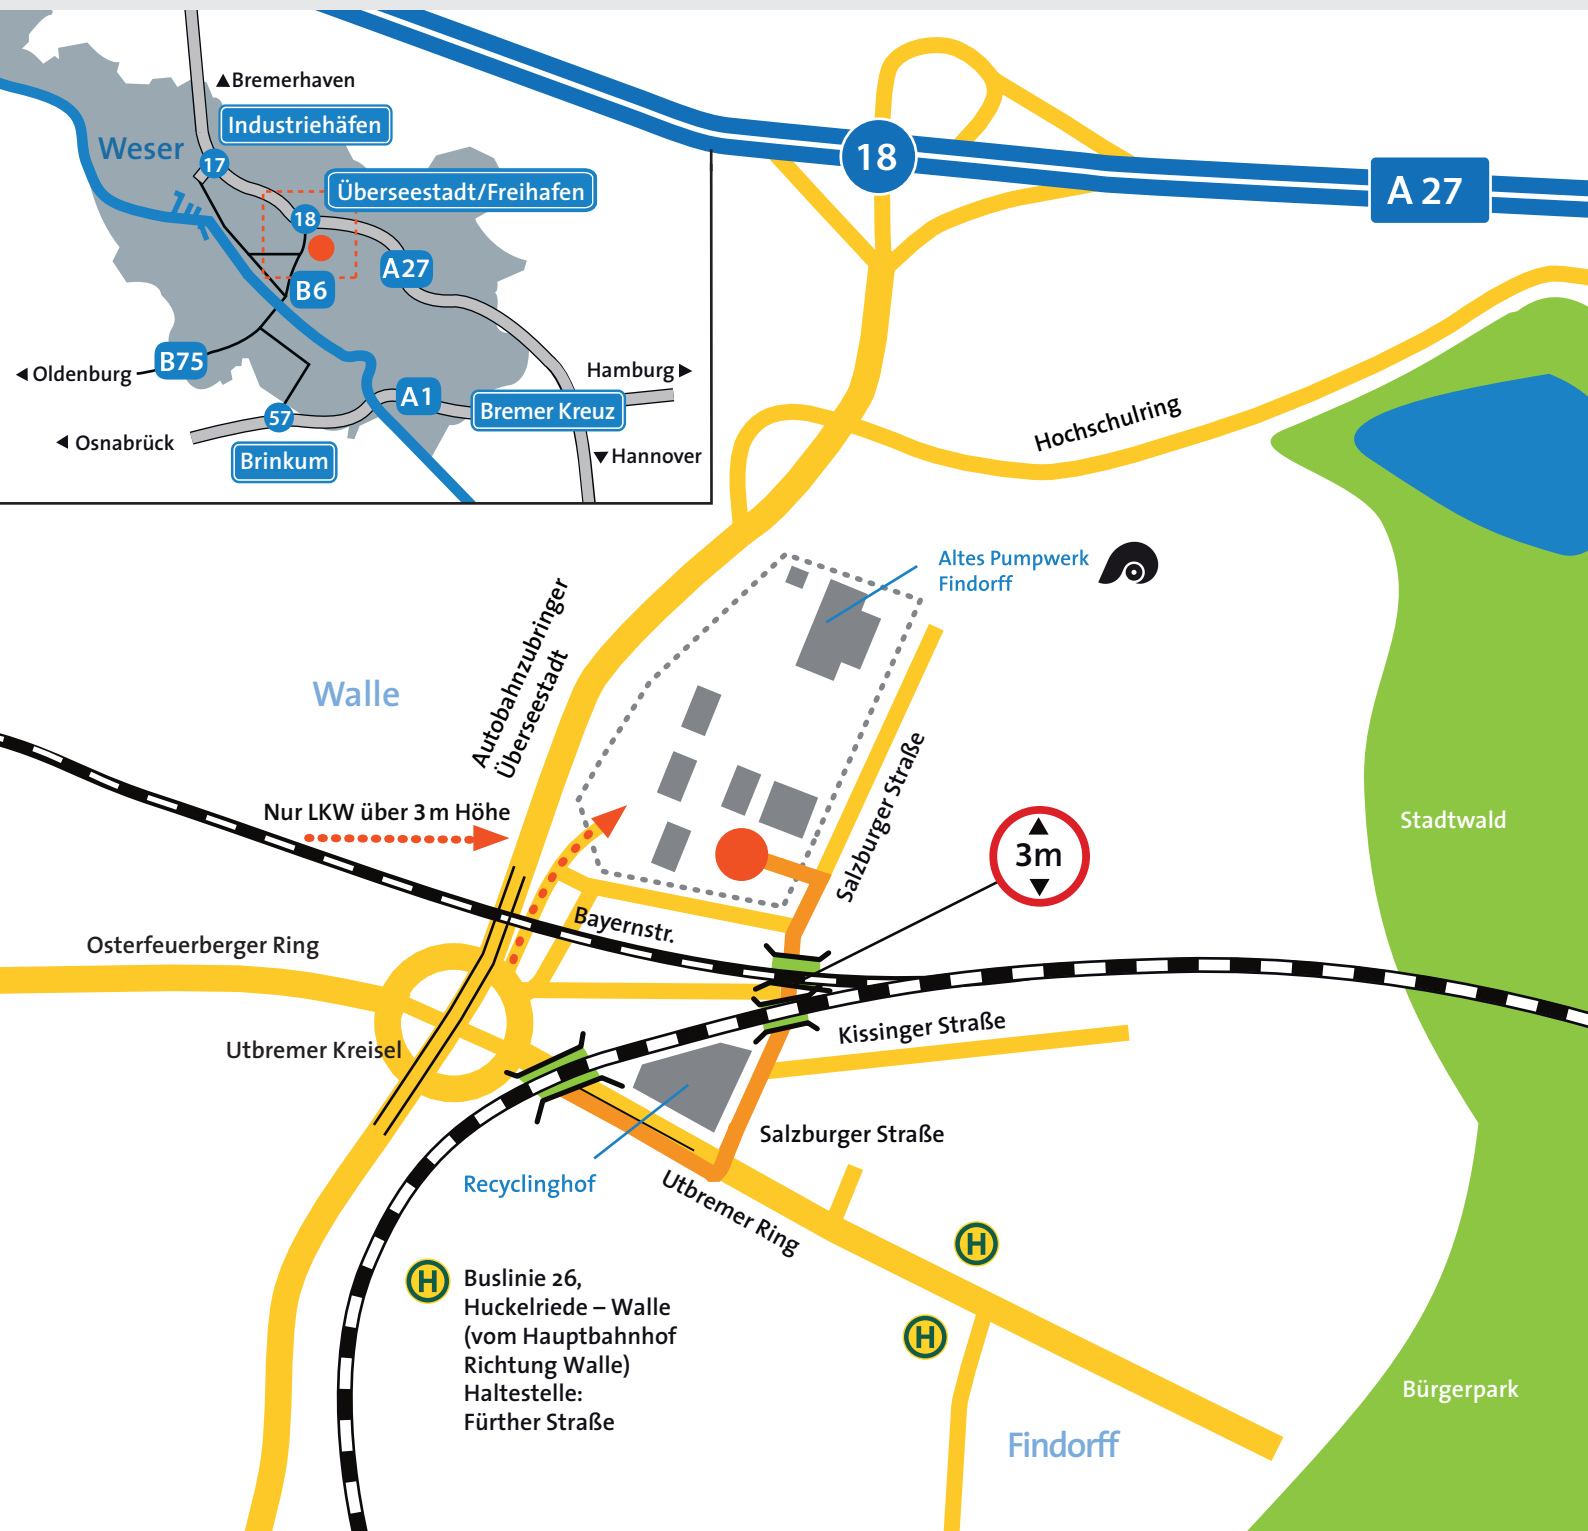 Bremerhaven
Industriehäfen
Weser
17
Überseestadt/Freihafen
18
A27
B6
B75
Oldenburg
Hamburg
A1
Bremer Kreuz
57
Osnabrück
Brinkum
Hannover
18
A 27
Hochschulring
Altes Pumpwerk
Findorff
Autobahnzubringer
Überseestadt
Walle
Salzburger Straße
Nur LKW über 3 m Höhe
3m
Stadtwald
Bayernstr.
Osterfeuerberger Ring
Kissinger Straße
Utbremer Kreisel
Salzburger Straße
Recyclinghof
Utbremer Ring
H
H
H
Buslinie 26,
Huckelriede – Walle
(vom Hauptbahnhof
Richtung Walle)
Haltestelle:
Fürther Straße
Bürgerpark
Findorff